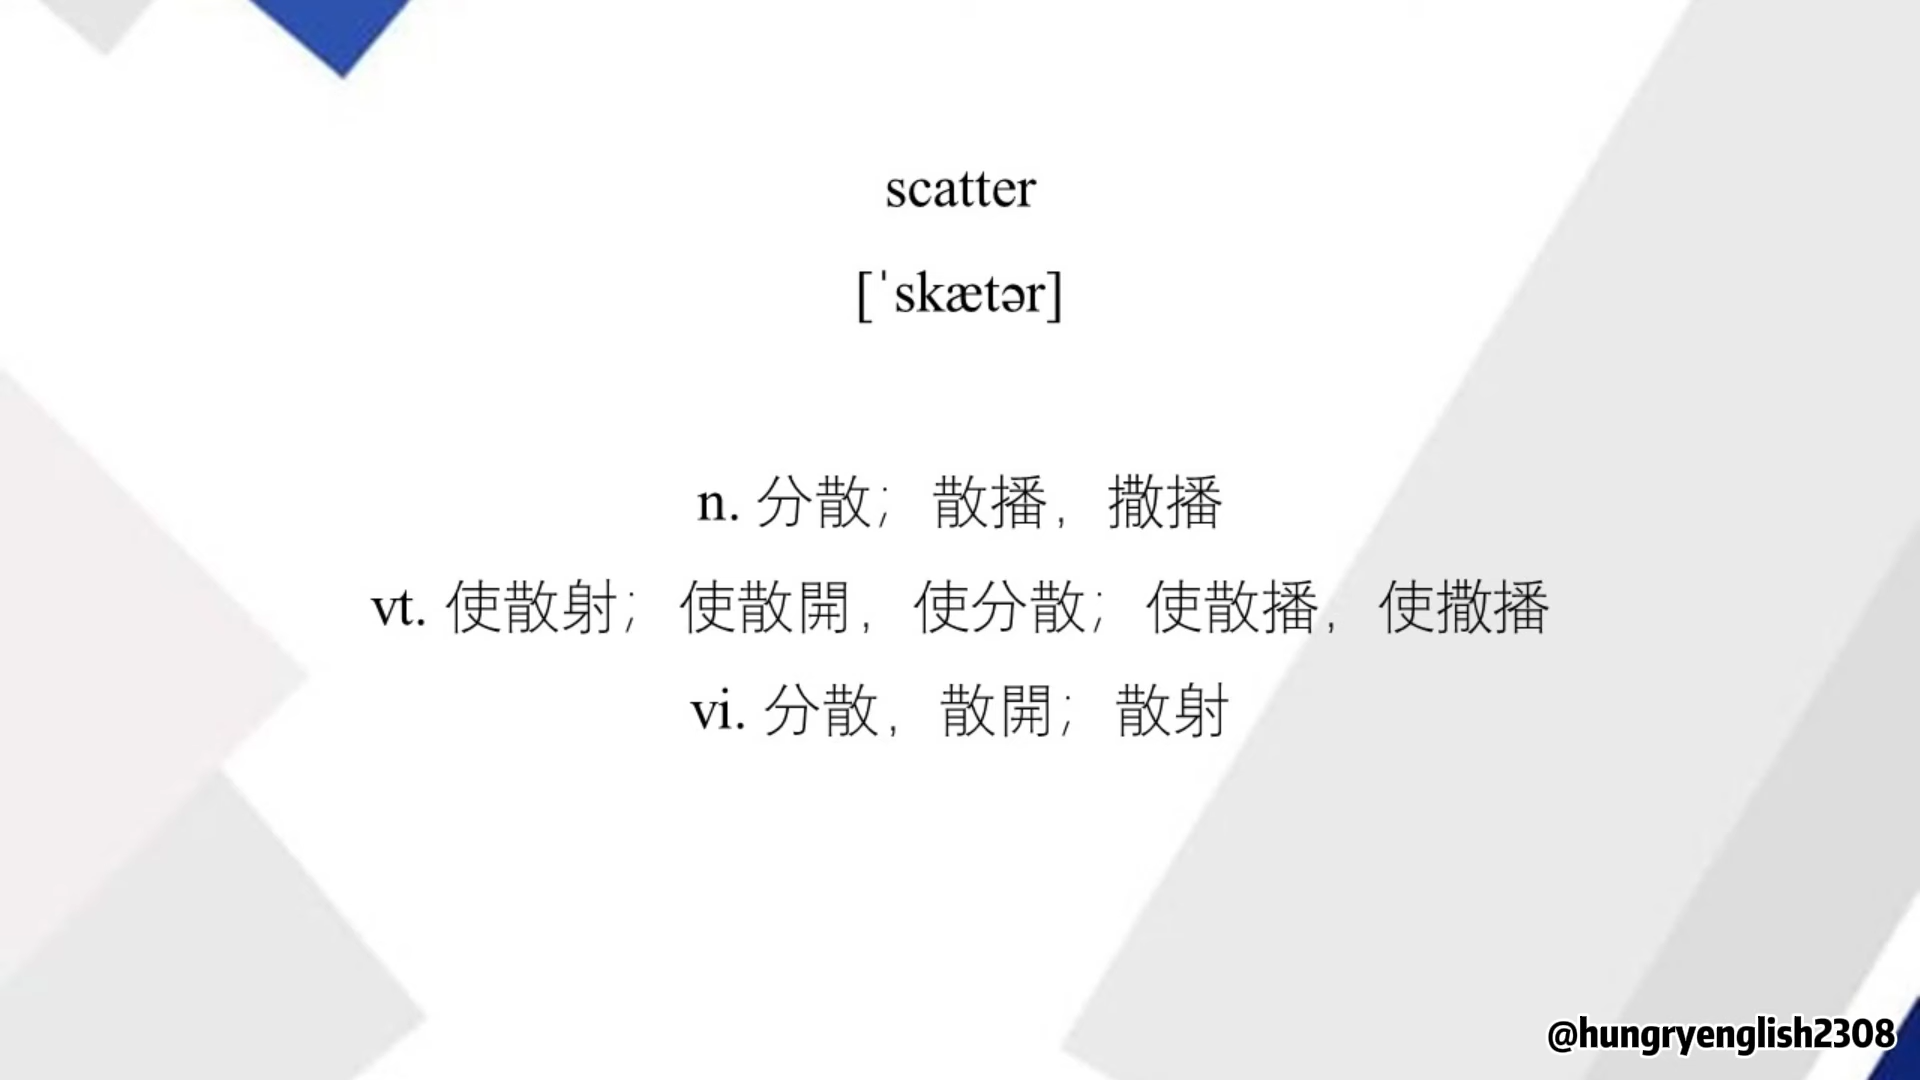 scatter
[ˈskætər]
n. 分散；散播，撒播
vt. 使散射；使散開，使分散；使散播，使撒播
vi. 分散，散開；散射
@hungryenglish2308